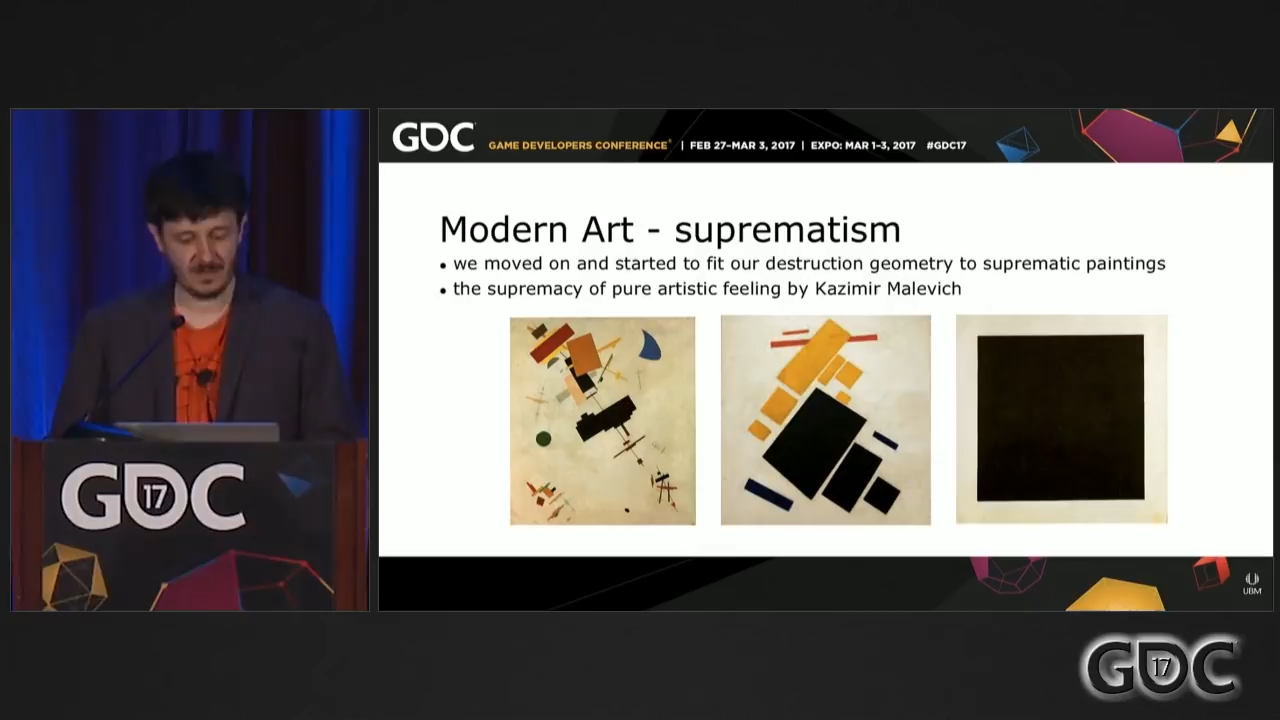 GDC
GAME DEVELOPERS CONFERENCE® | FEB 27–MAR 3, 2017 | EXPO: MAR 1–3, 2017 #GDC17
Modern Art - suprematism
• we moved on and started to fit our destruction geometry to suprematic paintings
• the supremacy of pure artistic feeling by Kazimir Malevich
GDC
17
UBM
GDC
17